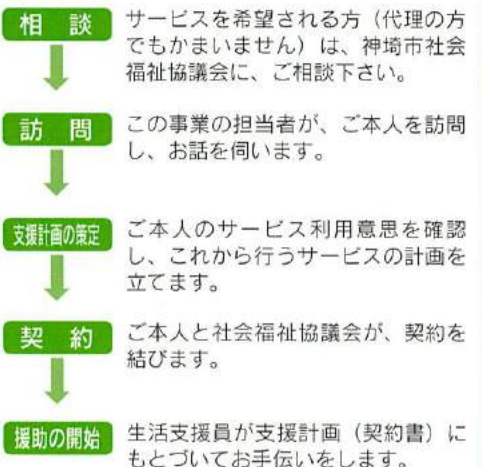 相談
サービスを希望される方（代理の方
でもかまいません）は、神埼市社会
福祉協議会に、ご相談下さい。
訪問
この事業の担当者が、ご本人を訪問
し、お話を伺います。
支援計画の策定
ご本人のサービス利用意思を確認
し、これから行うサービスの計画を
立てます。
契約
ご本人と社会福祉協議会が、契約を
結びます。
援助の開始
生活支援員が支援計画（契約書）に
もとづいてお手伝いをします。